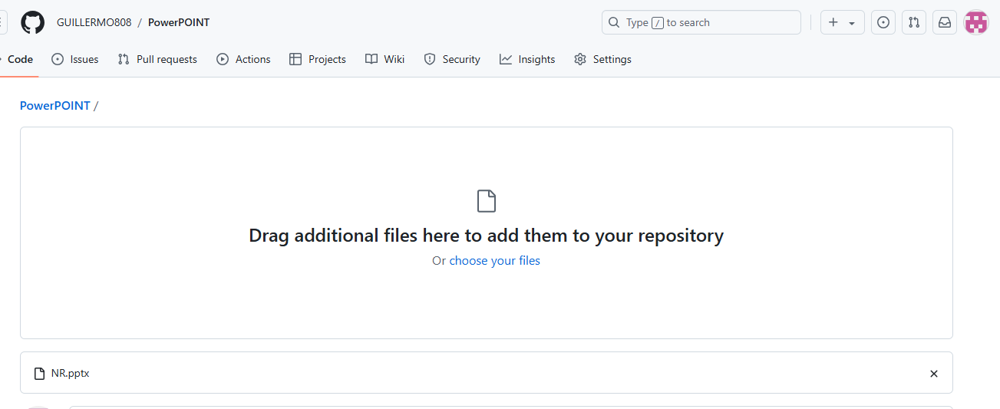 GUILLERMO808 / PowerPOINT
Type / to search
Code Issues Pull requests Actions Projects Wiki Security Insights Settings
PowerPOINT /
Drag additional files here to add them to your repository
Or choose your files
NR.pptx